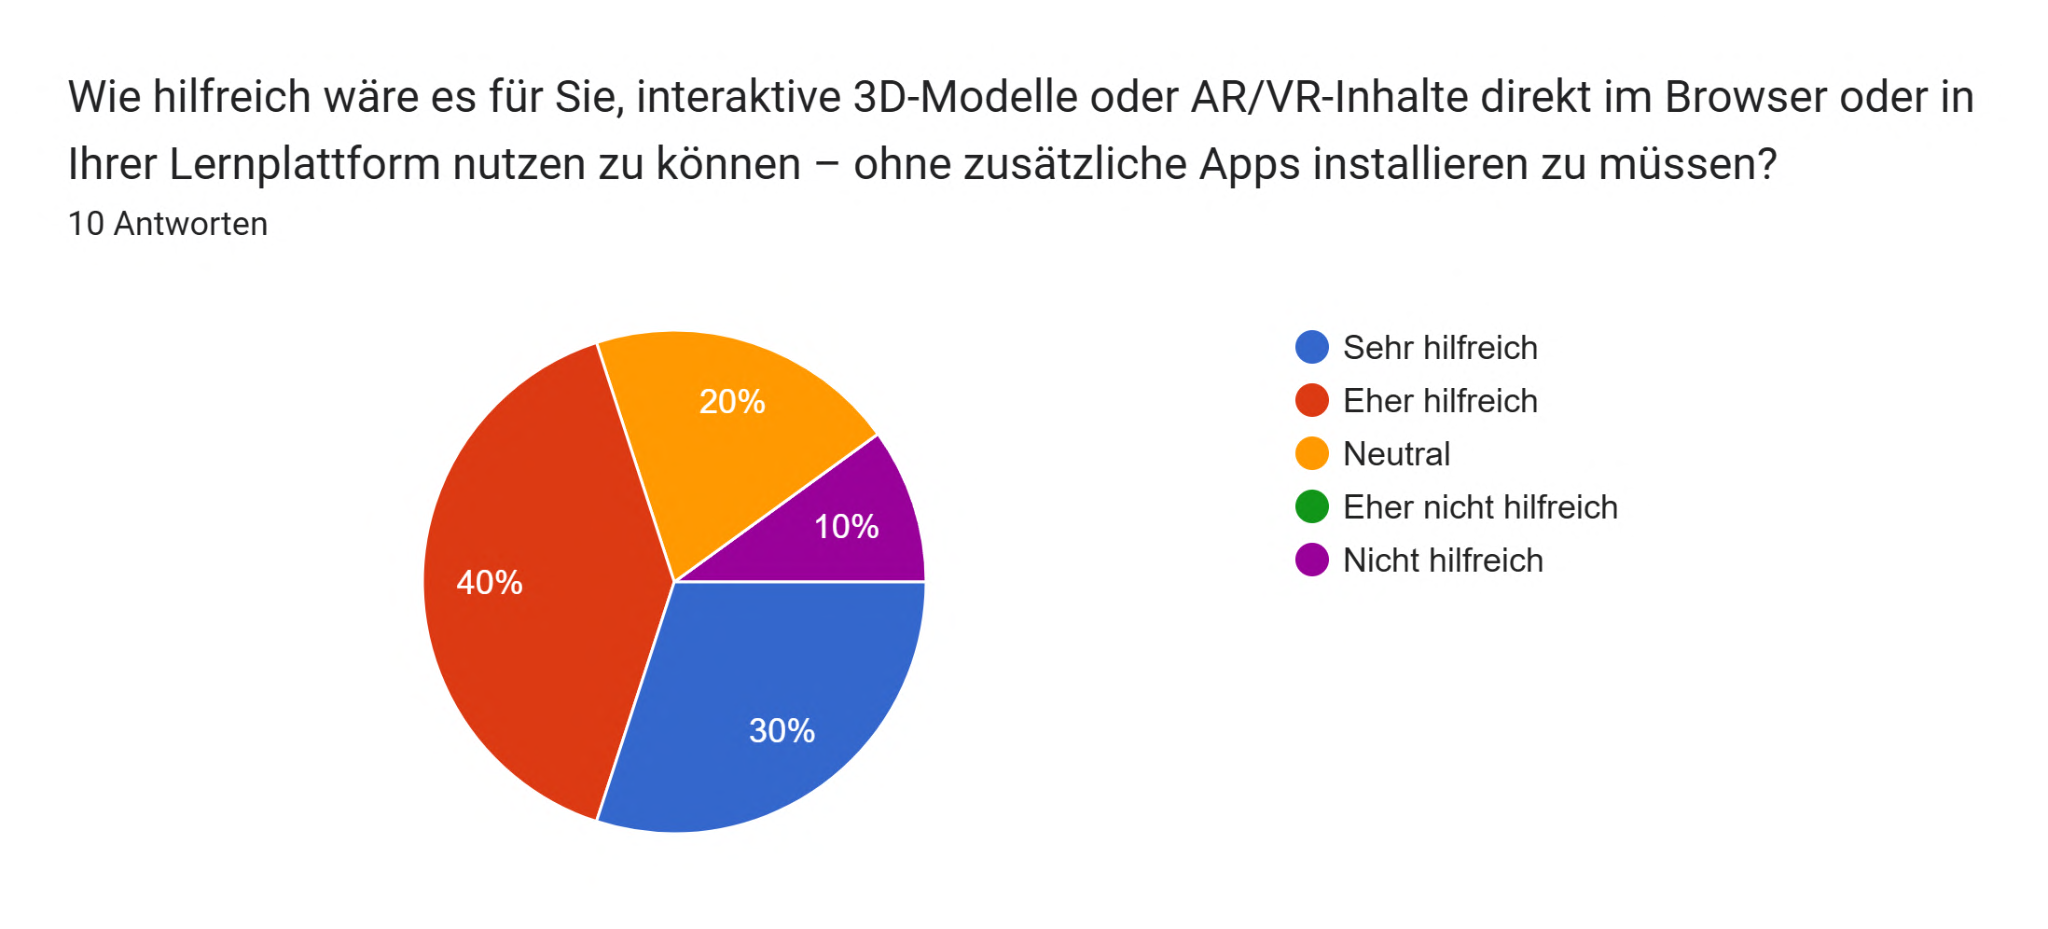 Wie hilfreich wäre es für Sie, interaktive 3D-Modelle oder AR/VR-Inhalte direkt im Browser oder in
Ihrer Lernplattform nutzen zu können – ohne zusätzliche Apps installieren zu müssen?
10 Antworten
20%
10%
40%
30%
Sehr hilfreich
Eher hilfreich
Neutral
Eher nicht hilfreich
Nicht hilfreich